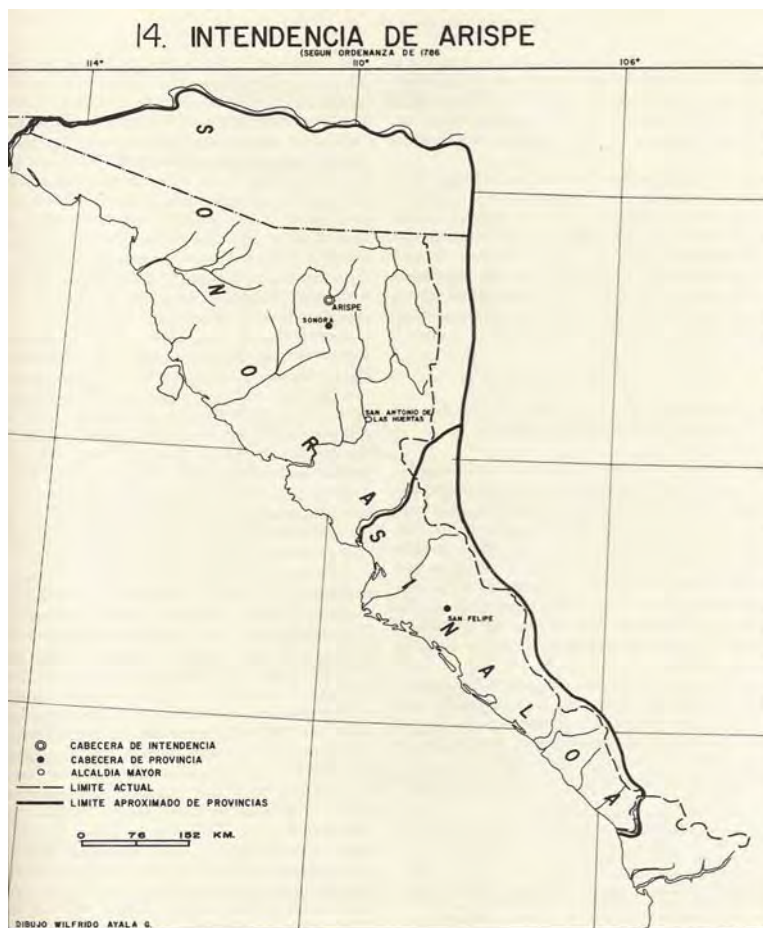 14. INTENDENCIA DE ARISPE
(SEGUN ORDENANZA DE 1786
114°
110°
106°
SONORA
ARISPE
SONORA
SAN ANTONIO DE
LAS HUERTAS
SINALOA
SAN FELIPE
CABECERA DE INTENDENCIA
CABECERA DE PROVINCIA
ALCALDIA MAYOR
LIMITE ACTUAL
LIMITE APROXIMADO DE PROVINCIAS
0 76 152 KM.
DIBUJO WILFRIDO AYALA G.